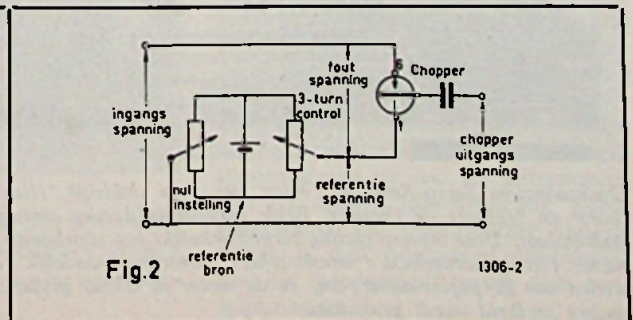 fout
spanning
6
Chopper
3-turn
control
ingangs
spanning
chopper
uitgangs
spanning
nul
instelling
referentie
spanning
referentie
bron
Fig.2
1306-2